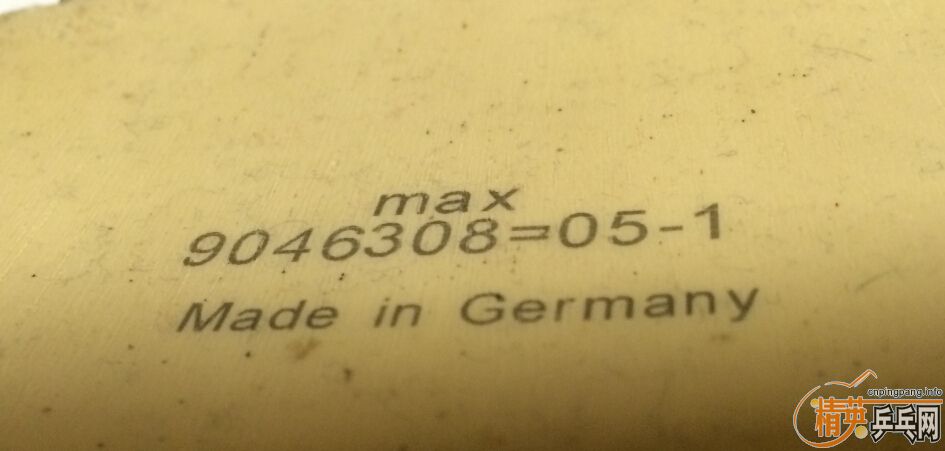 max
9046308=05-1
Made in Germany
cnpingpang.info
精英乒乓网